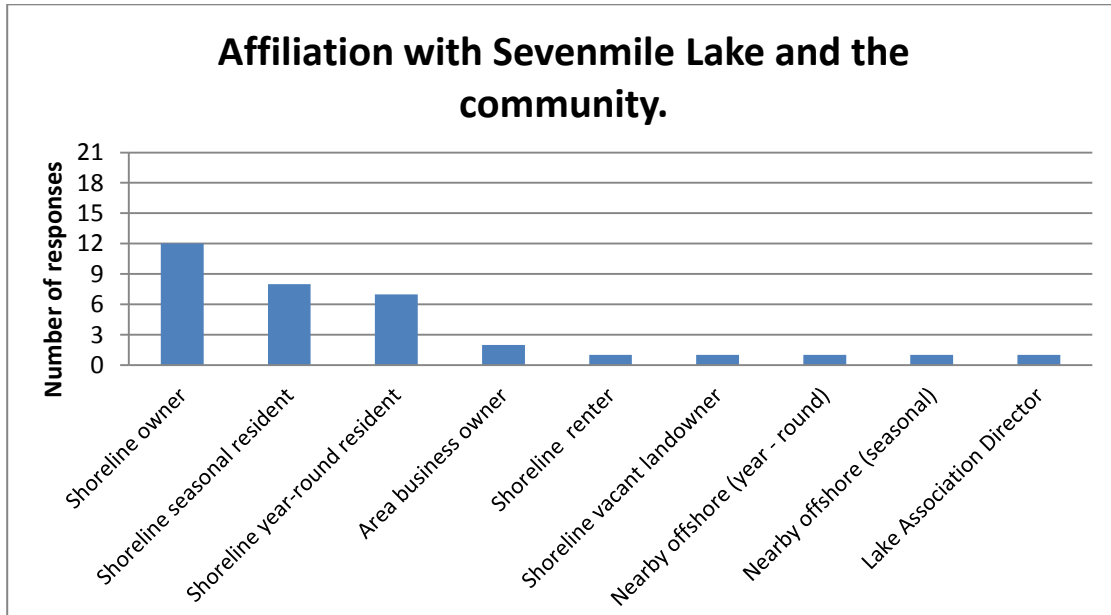 Affiliation with Sevenmile Lake and the
community.
Number of responses
21
18
15
12
9
6
3
0
Shoreline owner
Shoreline seasonal resident
Shoreline year-round resident
Area business owner
Shoreline  renter
Shoreline vacant landowner
Nearby offshore (year - round)
Nearby offshore (seasonal)
Lake Association Director